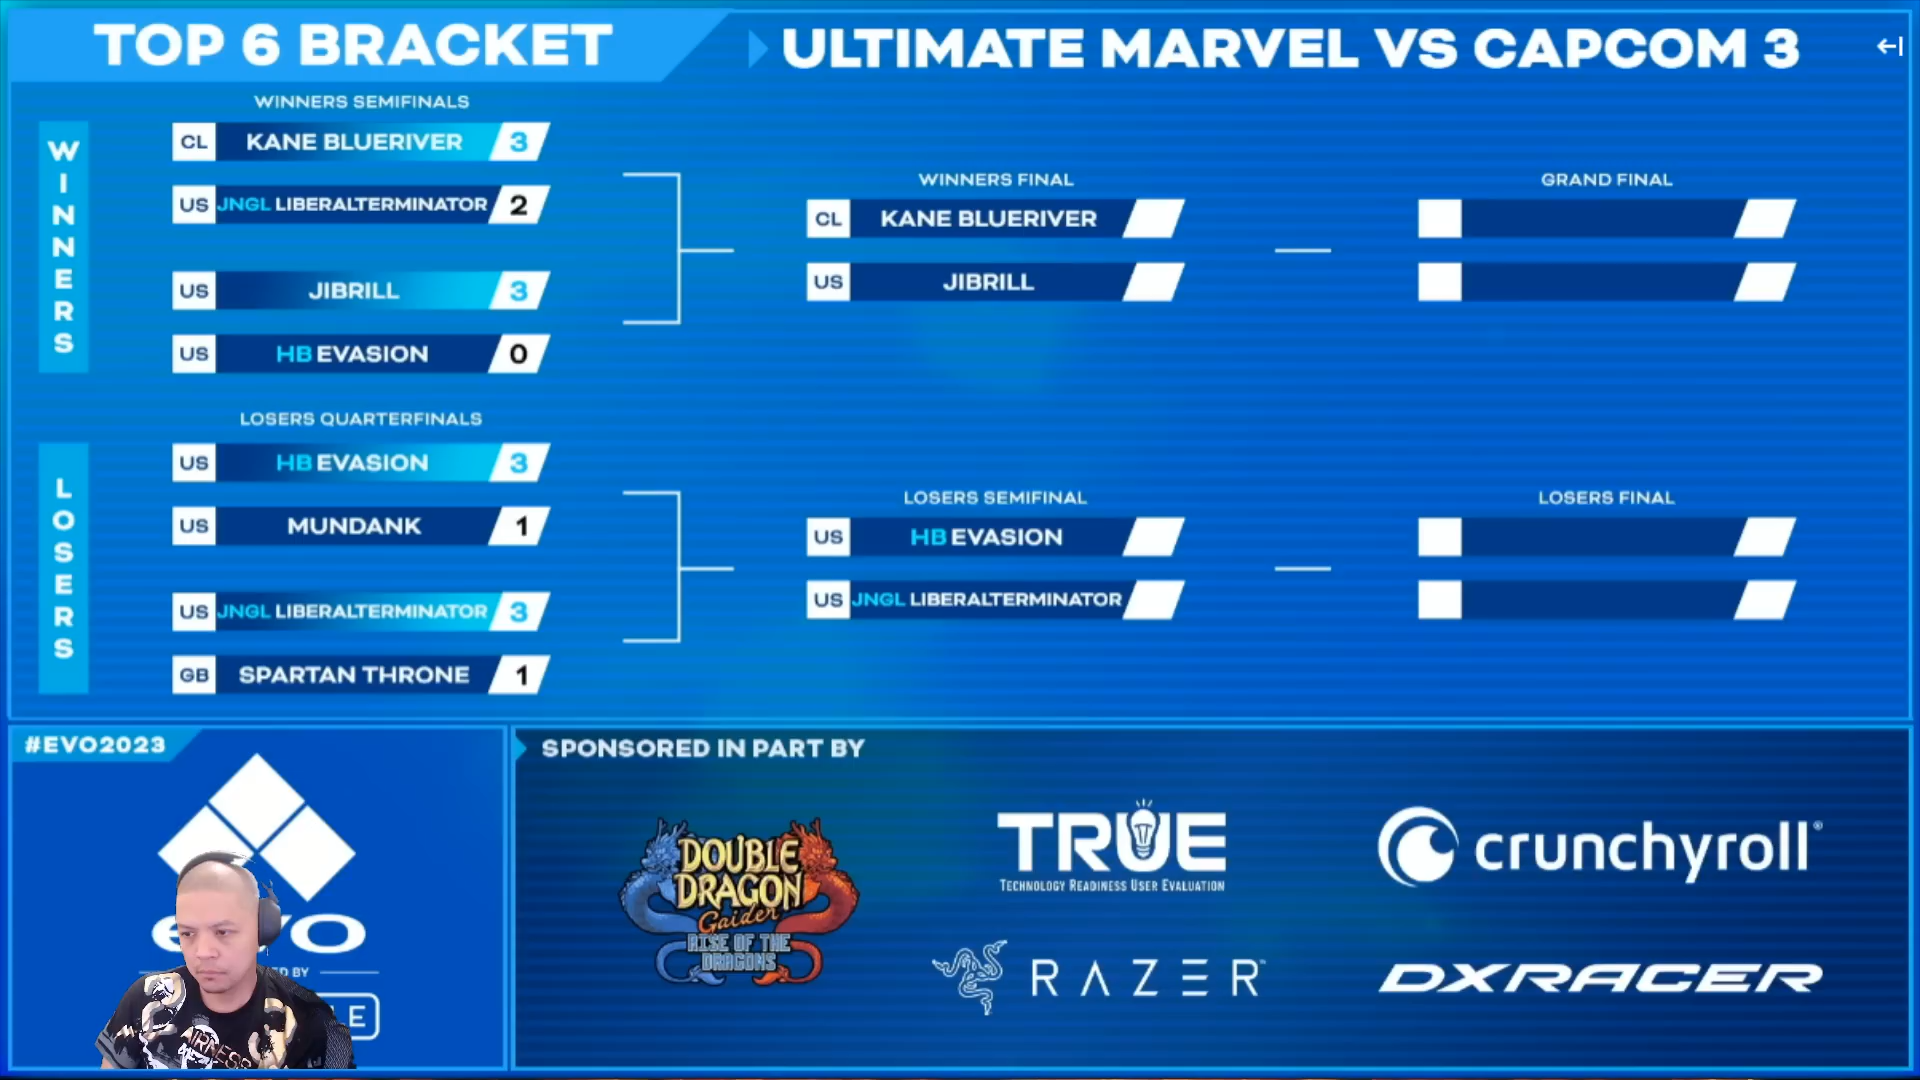 TOP 6 BRACKET
ULTIMATE MARVEL VS CAPCOM 3
WINNERS
WINNERS SEMIFINALS
CL KANE BLUERIVER 3
US JNGL LIBERALTERMINATOR 2
US JIBRILL 3
US HB EVASION 0
WINNERS FINAL
CL KANE BLUERIVER
US JIBRILL
GRAND FINAL
LOSERS
LOSERS QUARTERFINALS
US HB EVASION 3
US MUNDANK 1
US JNGL LIBERALTERMINATOR 3
GB SPARTAN THRONE 1
LOSERS SEMIFINAL
US HB EVASION
US JNGL LIBERALTERMINATOR
LOSERS FINAL
#EVO2023
evo
SPONSORED IN PART BY
DOUBLE
DRAGON
Gaiden
RISE OF THE
DRAGONS
TRUE
TECHNOLOGY READINESS USER EVALUATION
crunchyroll®
RAZER™
DXRACER